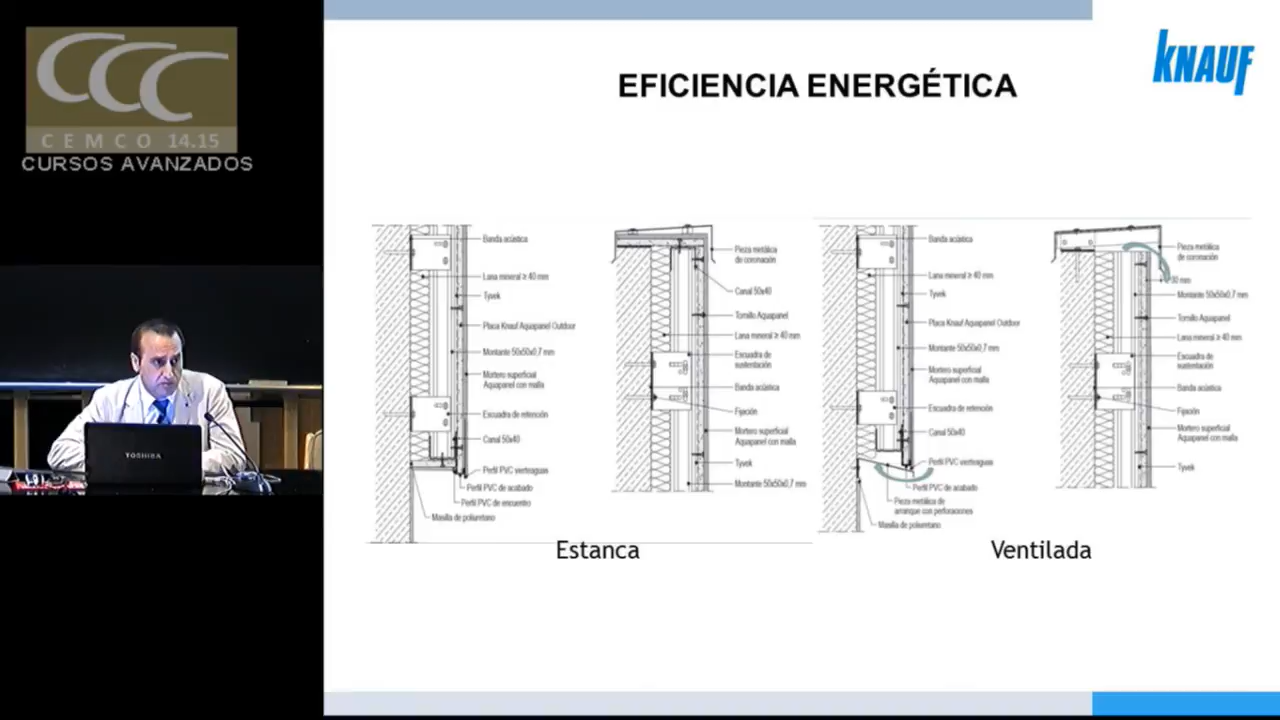 CCC
CEMCO 14.15
CURSOS AVANZADOS
KNAUF
EFICIENCIA ENERGÉTICA
Banda acústica
Lana mineral ≥ 40 mm
Tyvek
Placa Knauf Aquapanel Outdoor
Montante 50x50x0,7 mm
Mortero superficial
Aquapanel con malla
Escuadra de retención
Canal 50x40
Perfil PVC vierteaguas
Perfil PVC de acabado
Perfil PVC de encuentro
Masilla de poliuretano
Pieza metálica
de coronación
Canal 50x40
Tornillo Aquapanel
Lana mineral ≥ 40 mm
Escuadra de
sustentación
Banda acústica
Fijación
Mortero superficial
Aquapanel con malla
Tyvek
Montante 50x50x0,7 mm
Estanca
Banda acústica
Lana mineral ≥ 40 mm
Tyvek
Placa Knauf Aquapanel Outdoor
Montante 50x50x0,7 mm
Mortero superficial
Aquapanel con malla
Escuadra de retención
Canal 50x40
Perfil PVC vierteaguas
Perfil PVC de acabado
Pieza metálica de
arranque con perforaciones
Masilla de poliuretano
Pieza metálica
de coronación
mm
Montante 50x50x0,7 mm
Tornillo Aquapanel
Lana mineral ≥ 40 mm
Escuadra de
sustentación
Banda acústica
Fijación
Mortero superficial
Aquapanel con malla
Tyvek
Ventilada
TOSHIBA